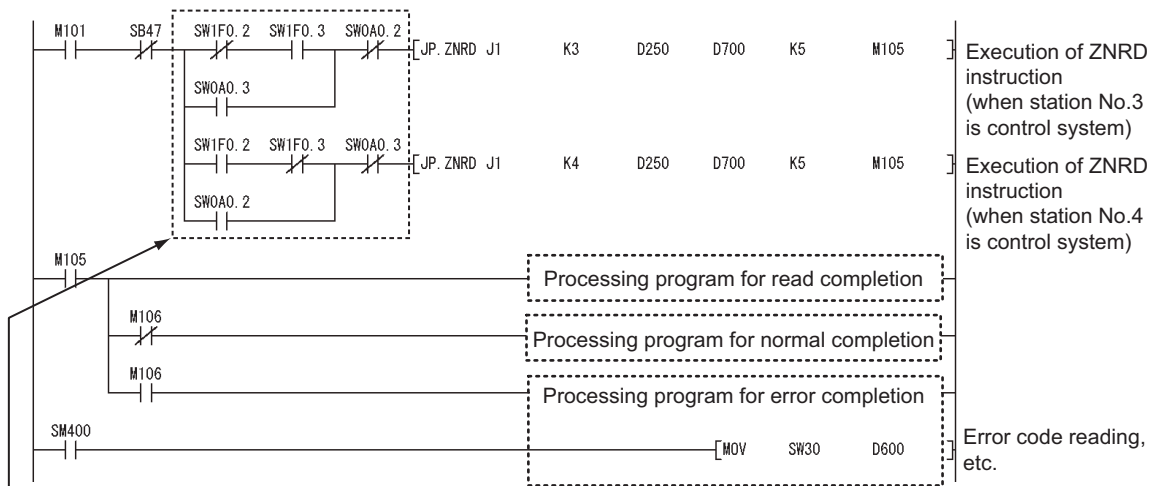 M101 SB47 SW1F0.2 SW1F0.3 SW0A0.2
JP.ZNRD J1 K3 D250 D700 K5 M105
Execution of ZNRD
instruction
(when station No.3
is control system)
SW0A0.3
SW1F0.2 SW1F0.3 SW0A0.3
JP.ZNRD J1 K4 D250 D700 K5 M105
Execution of ZNRD
instruction
(when station No.4
is control system)
SW0A0.2
M105
Processing program for read completion
M106
Processing program for normal completion
M106
Processing program for error completion
SM400
MOV SW30 D600
Error code reading,
etc.